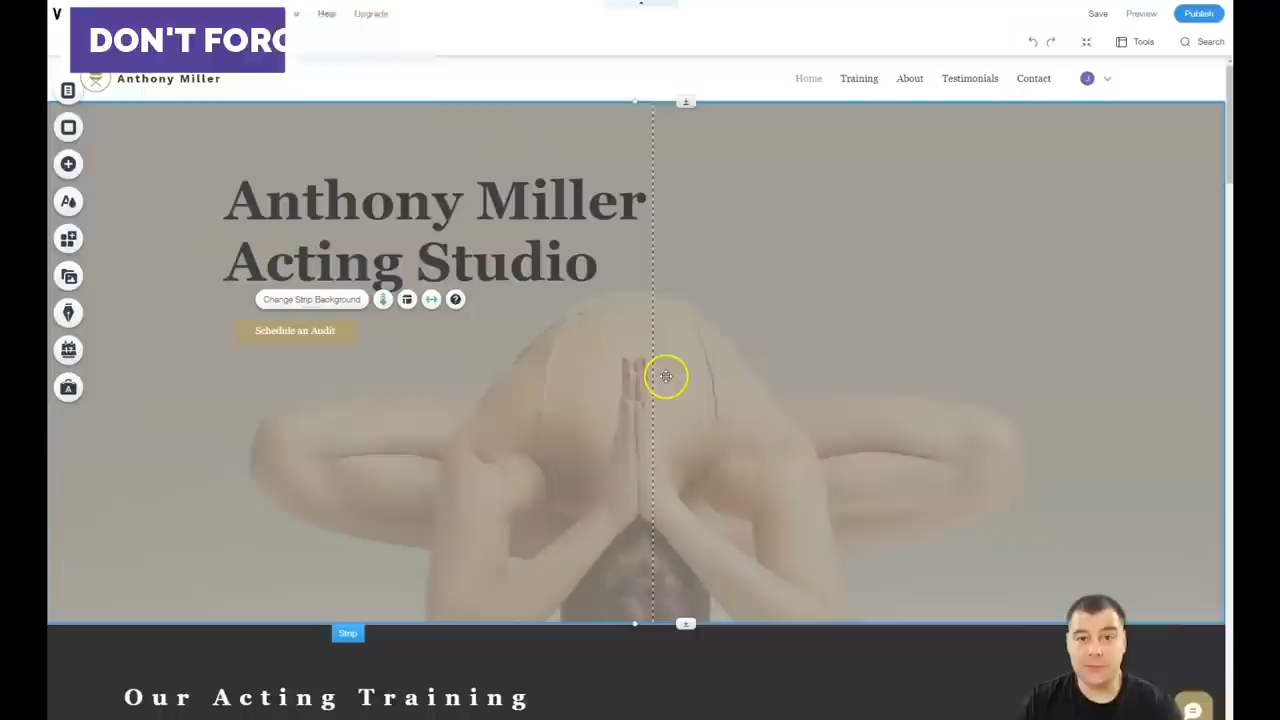 Help Upgrade Save Preview Publish
DON'T FORG
Tools Search
Anthony Miller Home Training About Testimonials Contact J
Anthony Miller
Acting Studio
Change Strip Background ?
Schedule an Audit
Strip
Our Acting Training